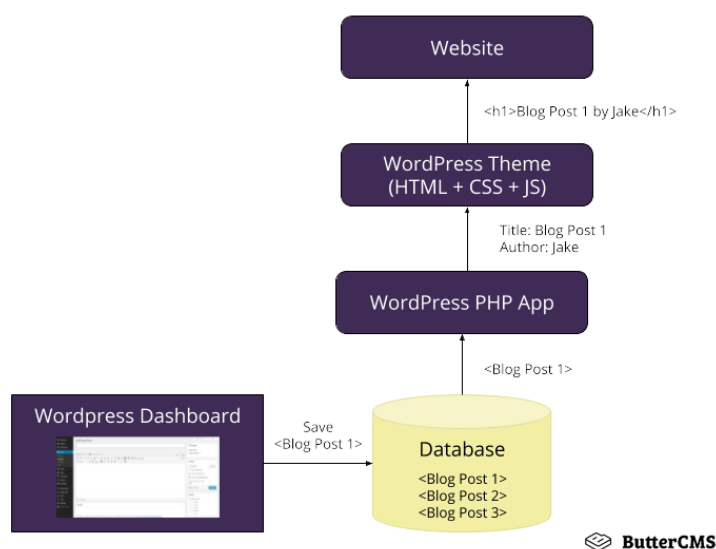 Website
<h1>Blog Post 1 by Jake</h1>
WordPress Theme
(HTML + CSS + JS)
Title: Blog Post 1
Author: Jake
WordPress PHP App
<Blog Post 1>
Wordpress Dashboard
Save
<Blog Post 1>
Database
<Blog Post 1>
<Blog Post 2>
<Blog Post 3>
ButterCMS